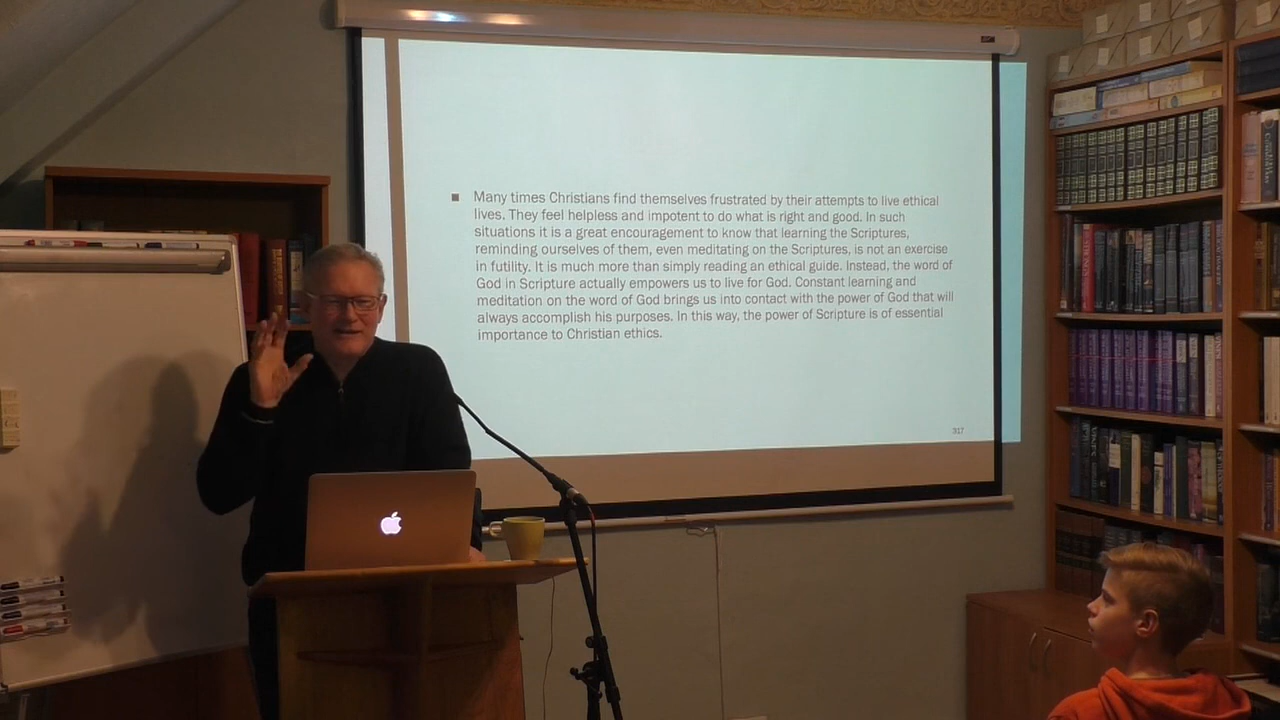 Many times Christians find themselves frustrated by their attempts to live ethical
lives. They feel helpless and impotent to do what is right and good. In such
situations it is a great encouragement to know that learning the Scriptures,
reminding ourselves of them, even meditating on the Scriptures, is not an exercise
in futility. It is much more than simply reading an ethical guide. Instead, the word
of God in Scripture actually empowers us to live for God. Constant learning and
meditation on the word of God brings us into contact with the power of God that will
always accomplish his purposes. In this way, the power of Scripture is of essential
importance to Christian ethics.
317